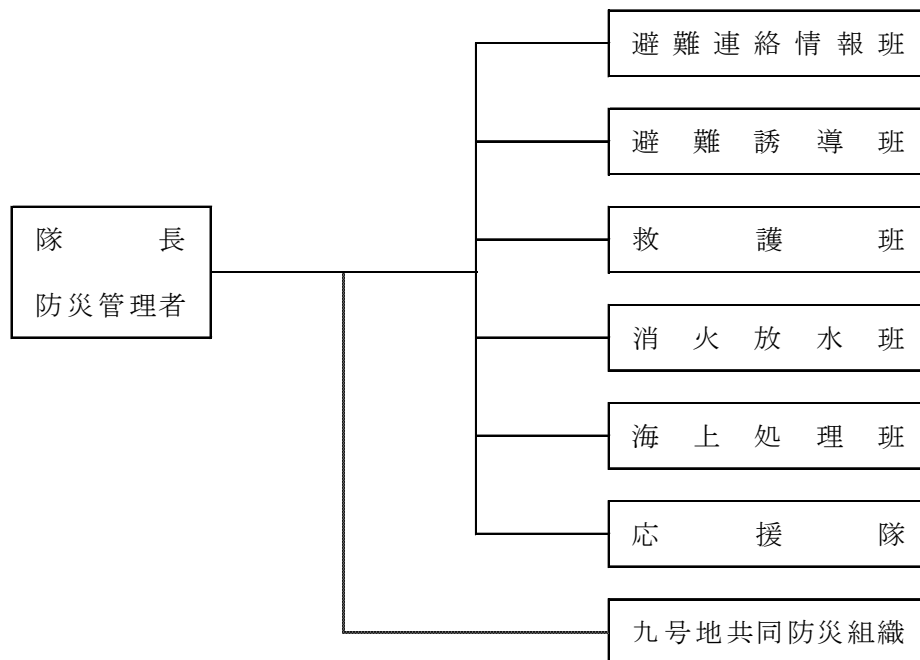 隊長
防災管理者
避難連絡情報班
避難誘導班
救護班
消火放水班
海上処理班
応援隊
九号地共同防災組織